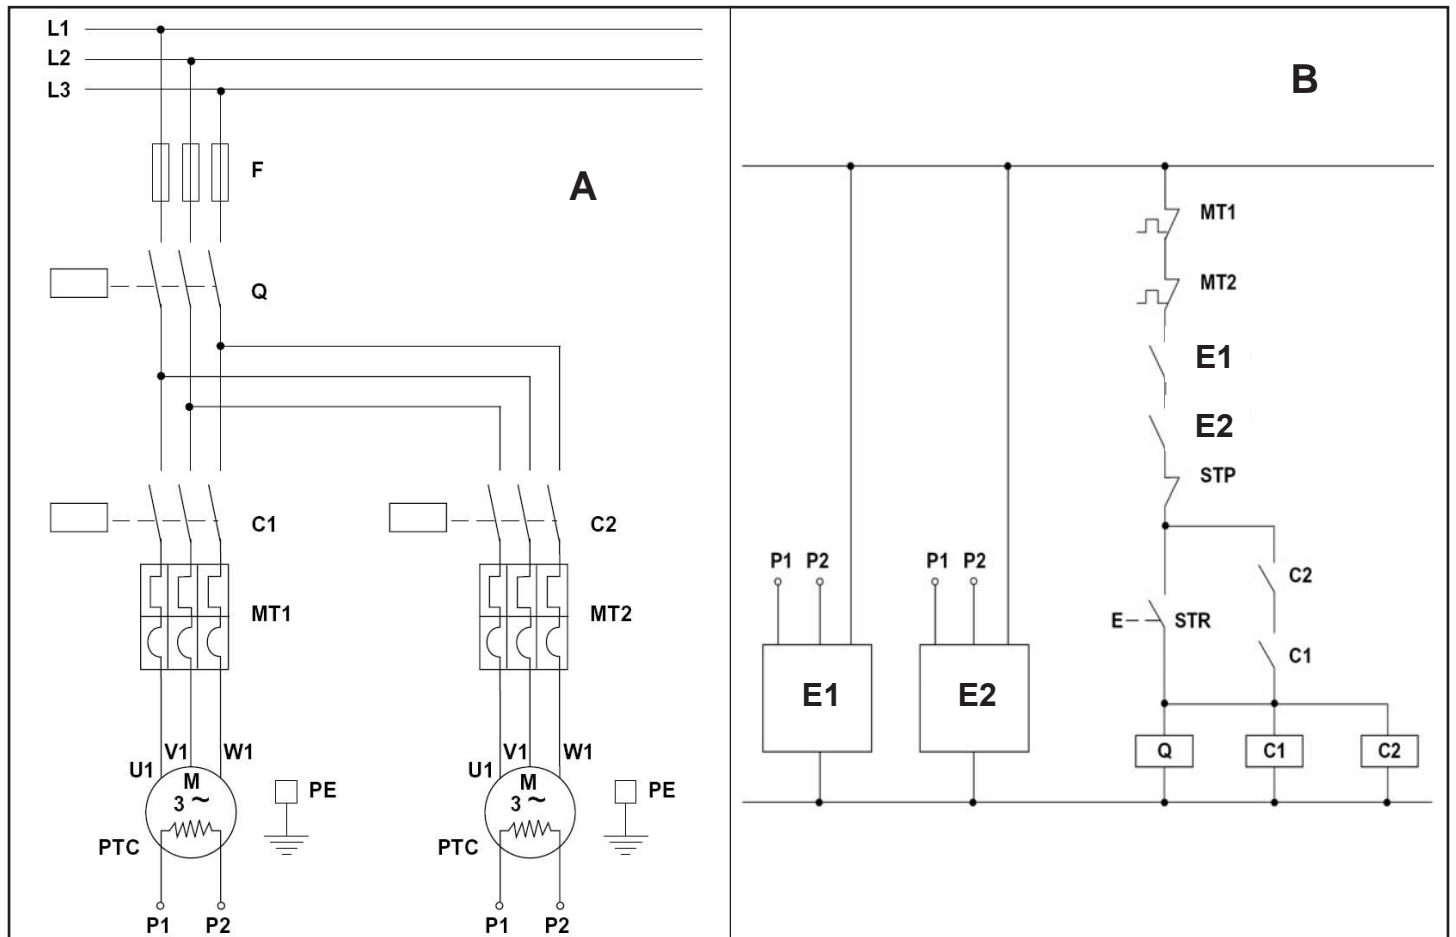 L1
L2
L3
F
A
Q
C1
C2
MT1
MT2
U1 V1 W1
M
3 ~
PE
PTC
P1 P2
U1 V1 W1
M
3 ~
PE
PTC
P1 P2
B
MT1
MT2
E1
E2
STP
P1 P2
P1 P2
C2
E STR
C1
E1
E2
Q
C1
C2